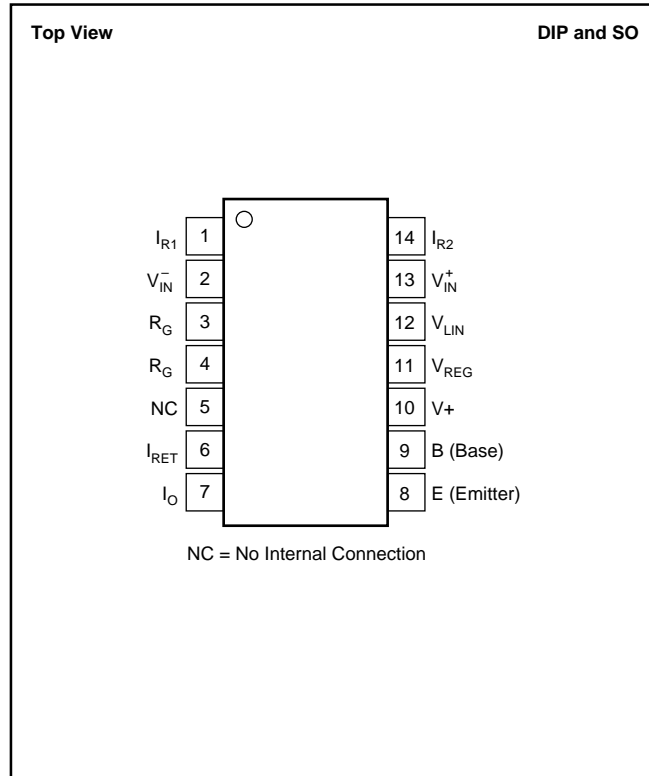 Top View DIP and SO
I_R1 1 14 I_R2
V_IN^– 2 13 V_IN^+
R_G 3 12 V_LIN
R_G 4 11 V_REG
NC 5 10 V+
I_RET 6 9 B (Base)
I_O 7 8 E (Emitter)
NC = No Internal Connection